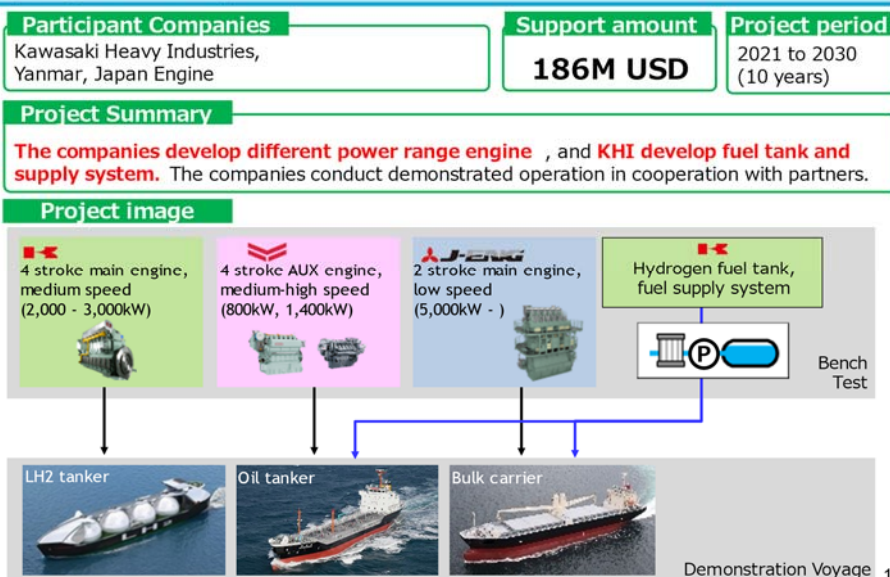 Participant Companies
Kawasaki Heavy Industries,
Yanmar, Japan Engine
Support amount
186M USD
Project period
2021 to 2030
(10 years)
Project Summary
The companies develop different power range engine , and KHI develop fuel tank and
supply system. The companies conduct demonstrated operation in cooperation with partners.
Project image
4 stroke main engine,
medium speed
(2,000 - 3,000kW)
4 stroke AUX engine,
medium-high speed
(800kW, 1,400kW)
J-ENG
2 stroke main engine,
low speed
(5,000kW - )
Hydrogen fuel tank,
fuel supply system
P
Bench
Test
LH2 tanker
Oil tanker
Bulk carrier
Demonstration Voyage
1